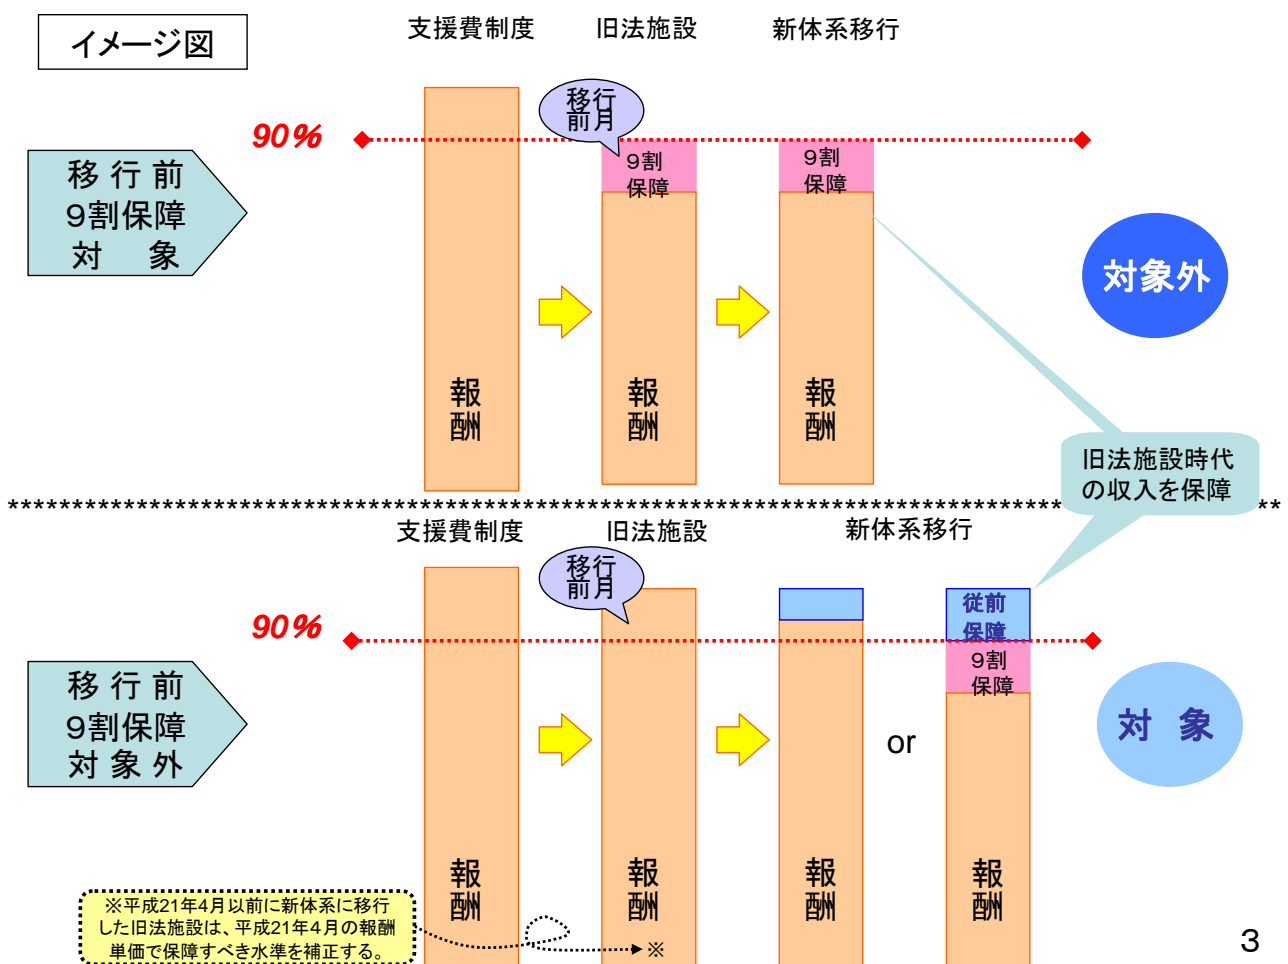 イメージ図
支援費制度
旧法施設
新体系移行
移行
前月
90%
9割
保障
9割
保障
移行前
9割保障
対　象
対象外
報酬
報酬
報酬
旧法施設時代
の収入を保障
************************************************************************************
支援費制度
旧法施設
新体系移行
移行
前月
従前
保障
90%
9割
保障
移行前
9割保障
対象外
or
対　象
報酬
報酬
報酬
報酬
※平成21年4月以前に新体系に移行
した旧法施設は、平成21年4月の報酬
単価で保障すべき水準を補正する。
※
3